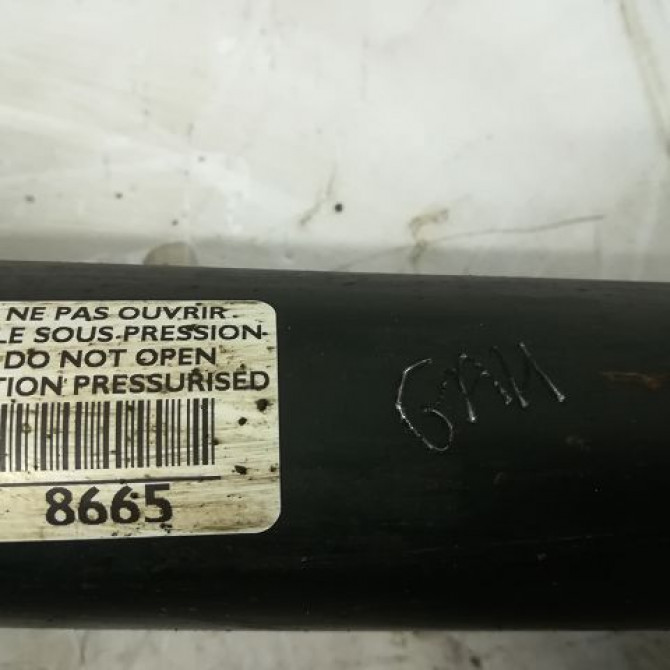 NE PAS OUVRIR.
LE SOUS-PRESSION-
DO NOT OPEN
TION PRESSURISED
8665